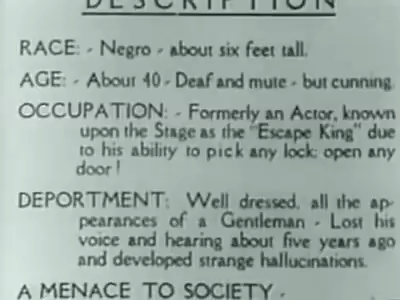 DESCRIPTION
RACE: - Negro - about six feet tall.
AGE: - About 40 - Deaf and mute - but cunning.
OCCUPATION: - Formerly an Actor, known
upon the Stage as the "Escape King" due
to his ability to pick any lock: open any
door!
DEPORTMENT: Well dressed, all the ap-
pearances of a Gentleman - Lost his
voice and hearing about five years ago
and developed strange hallucinations.
A MENACE TO SOCIETY -